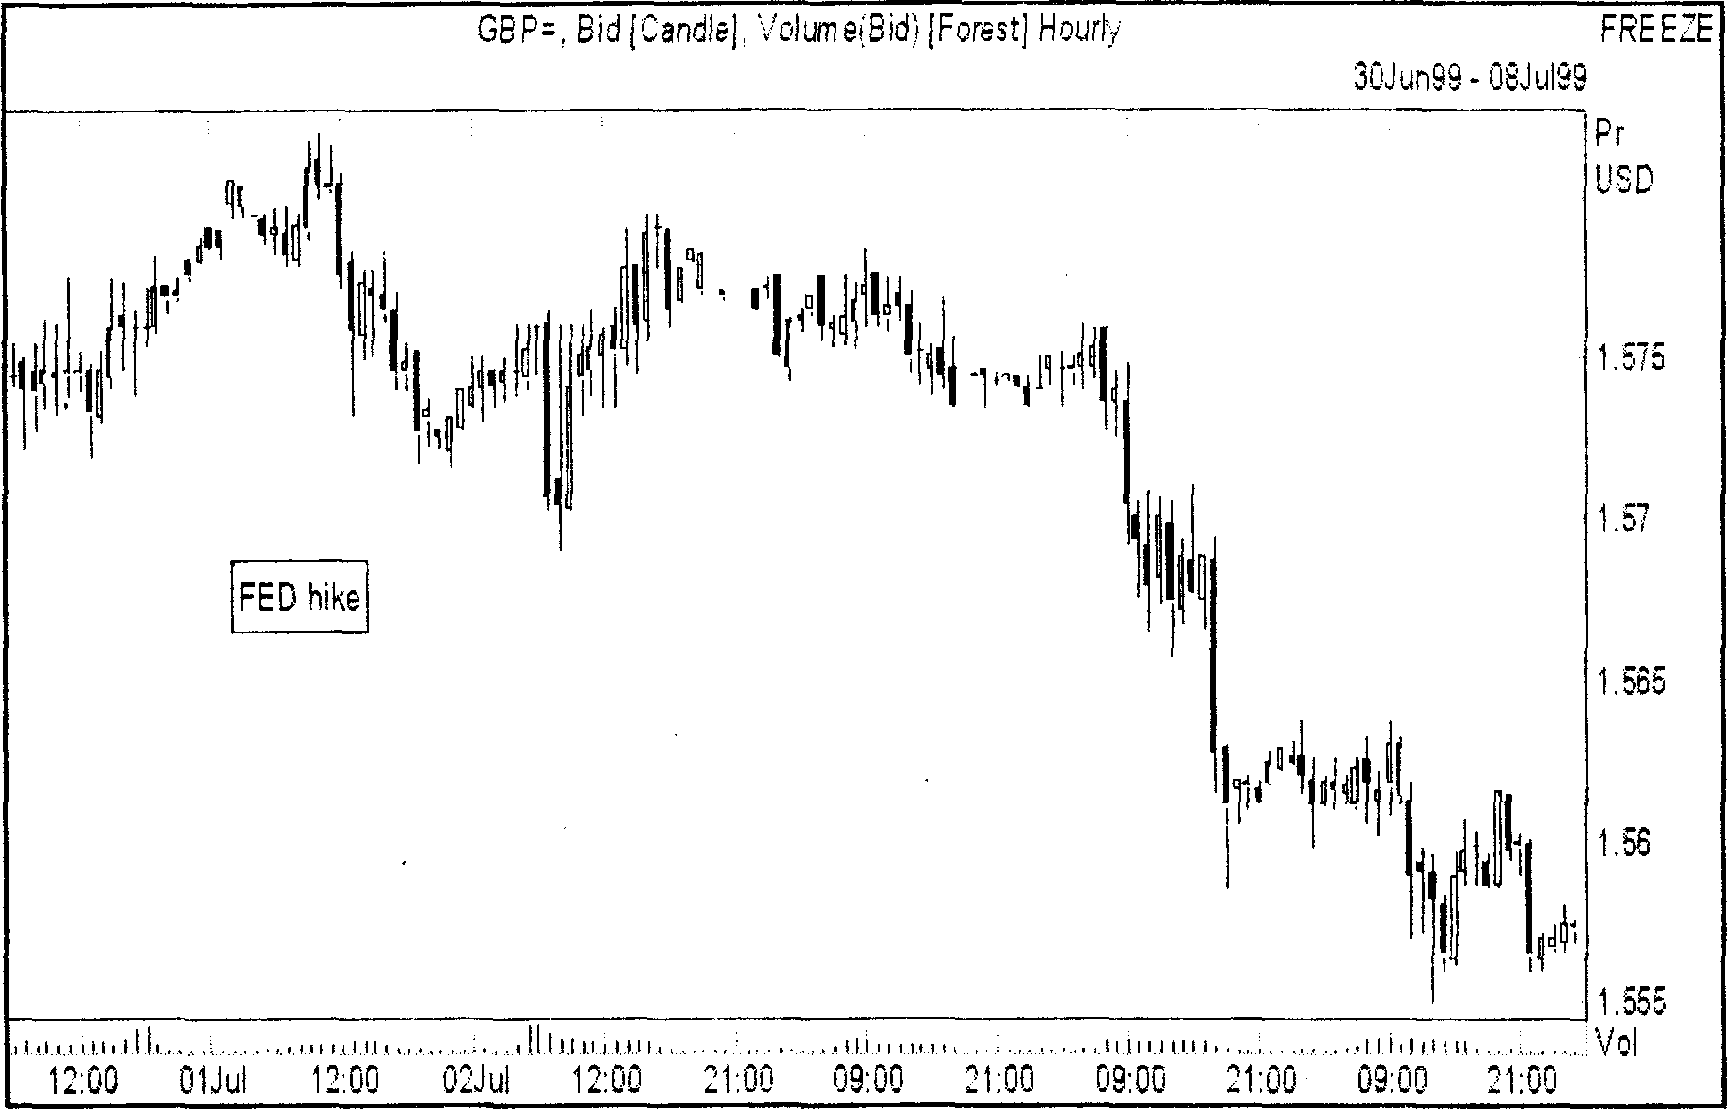 GBP=, Bid [Candle], Volume(Bid) [Forest] Hourly
FREEZE
30Jun99 - 08Jul99
Pr
USD
1.575
1.57
FED hike
1.565
1.56
1.555
Vol
12:00 01Jul 12:00 02Jul 12:00 21:00 09:00 21:00 09:00 21:00 09:00 21:00